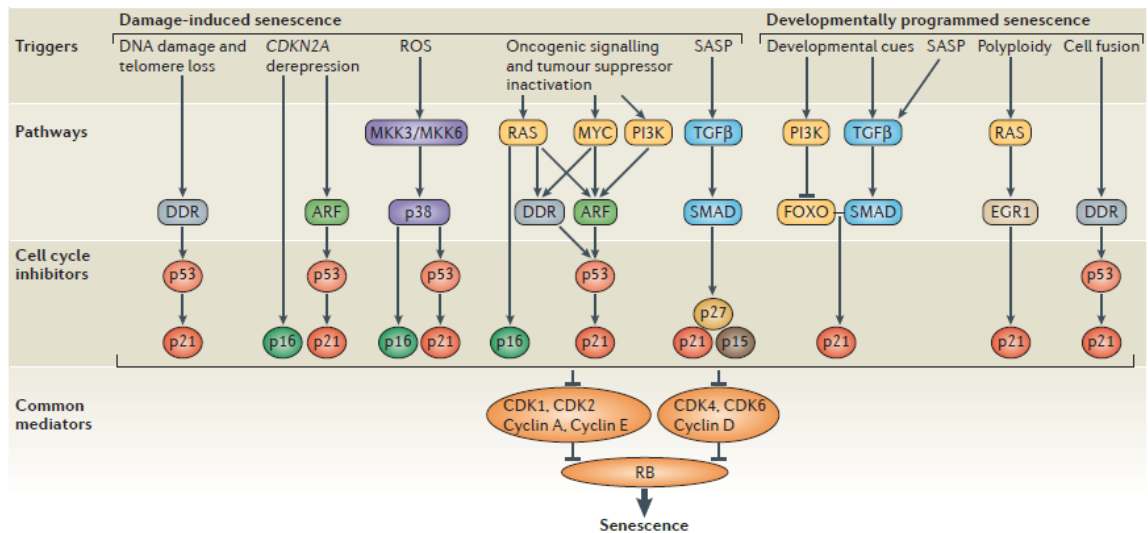 Damage-induced senescence
Developmentally programmed senescence
Triggers
DNA damage and
telomere loss
CDKN2A
derepression
ROS
Oncogenic signalling
and tumour suppressor
inactivation
SASP
Developmental cues
SASP
Polyploidy
Cell fusion
Pathways
MKK3/MKK6
RAS
MYC
PI3K
TGFβ
PI3K
TGFβ
RAS
DDR
ARF
p38
DDR
ARF
SMAD
FOXO
SMAD
EGR1
DDR
Cell cycle
inhibitors
p53
p53
p53
p53
p53
p27
p21
p16
p21
p16
p21
p16
p21
p21
p15
p21
p21
p21
Common
mediators
CDK1, CDK2
Cyclin A, Cyclin E
CDK4, CDK6
Cyclin D
RB
Senescence